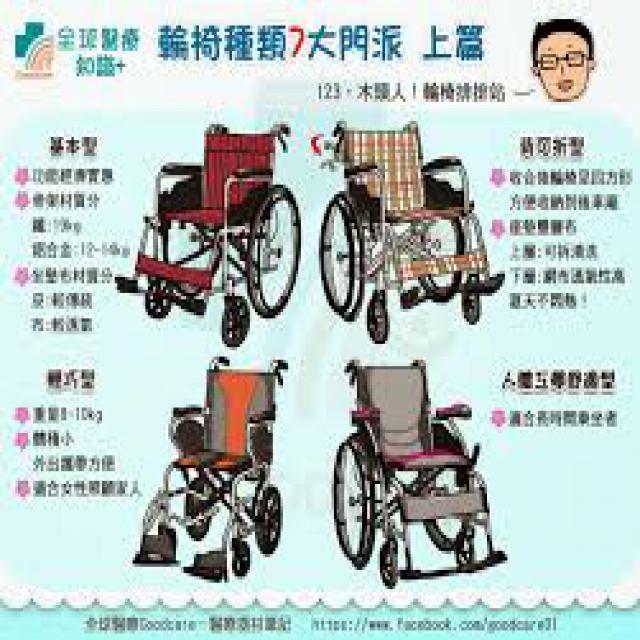 全球醫療
知識+
輪椅種類7大門派 上篇
123,木頭人!輪椅排排站
基本型
功能經濟實惠
骨架材質分
鐵:19kg
鋁合金:12-14kg
坐墊布材質分
皮:較傳統
布:較透氣
背可折型
收合後輪椅呈四方形
方便收納到後車廂
座墊雙層布
上層:可拆清洗
下層:網布透氣性高
夏天不悶熱!
輕巧型
重量8-10kg
體積小
外出攜帶方便
適合女性照顧家人
人體工學舒適型
適合長時間乘坐者
全球醫療Goodcare-醫療器材筆記 https://www.facebook.com/goodcare01